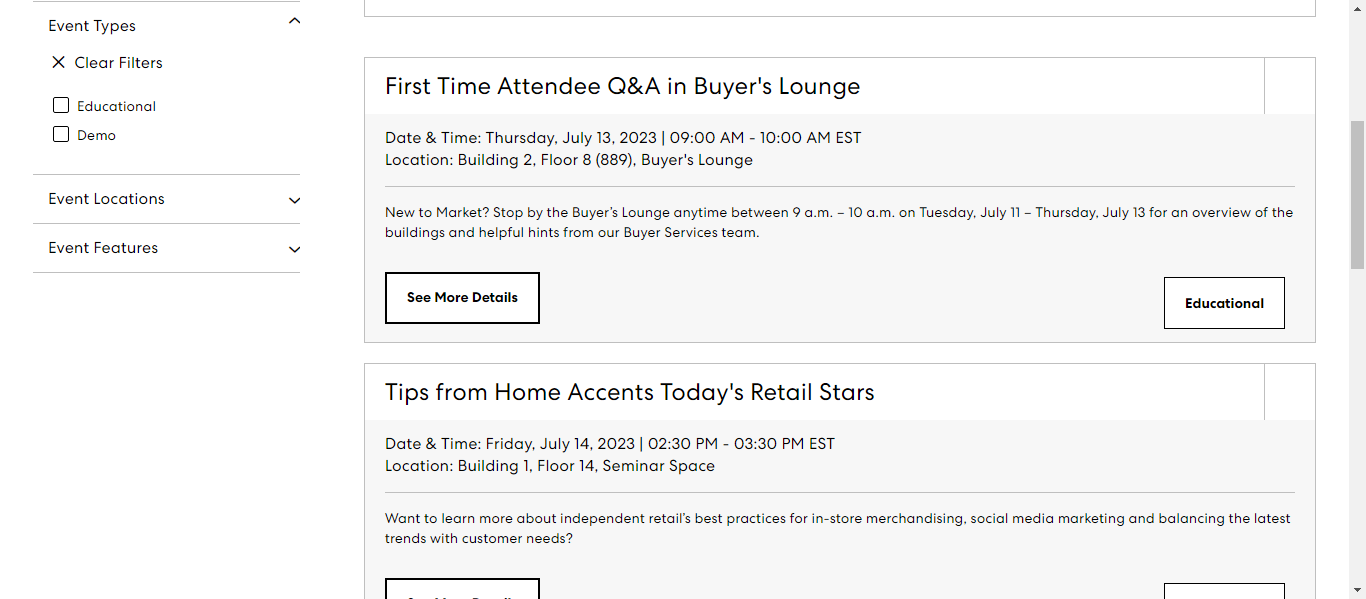 Event Types
Clear Filters
Educational
Demo
Event Locations
Event Features
First Time Attendee Q&A in Buyer's Lounge
Date & Time: Thursday, July 13, 2023 | 09:00 AM - 10:00 AM EST
Location: Building 2, Floor 8 (889), Buyer's Lounge
New to Market? Stop by the Buyer’s Lounge anytime between 9 a.m. – 10 a.m. on Tuesday, July 11 – Thursday, July 13 for an overview of the
buildings and helpful hints from our Buyer Services team.
See More Details
Educational
Tips from Home Accents Today's Retail Stars
Date & Time: Friday, July 14, 2023 | 02:30 PM - 03:30 PM EST
Location: Building 1, Floor 14, Seminar Space
Want to learn more about independent retail’s best practices for in-store merchandising, social media marketing and balancing the latest
trends with customer needs?